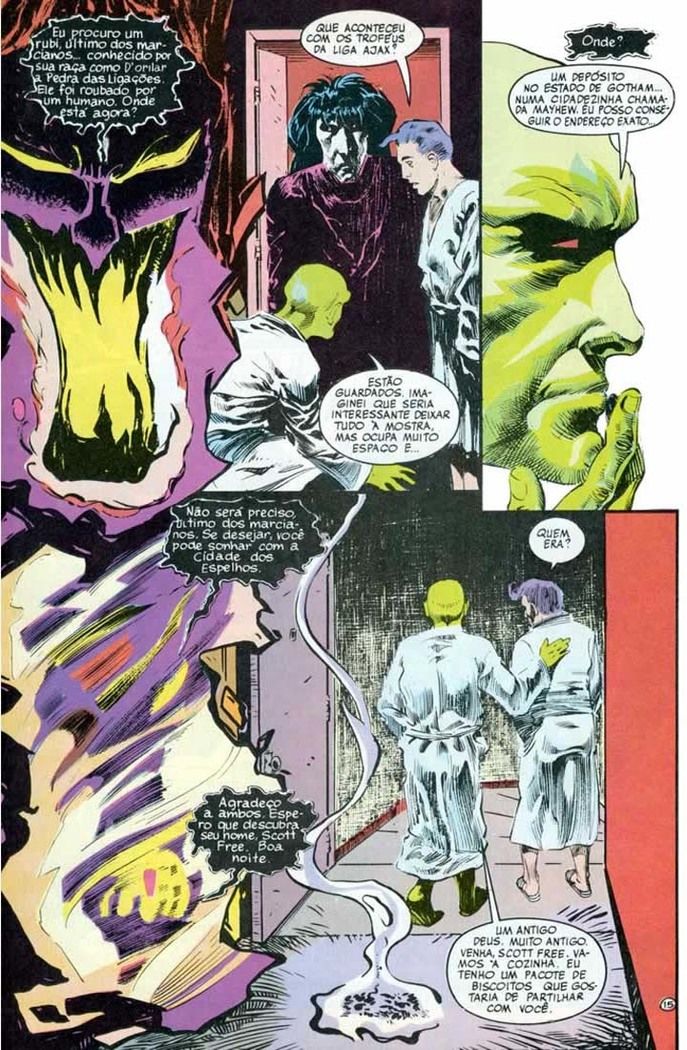 Eu procuro um
rubi, último dos mar-
cianos... conhecido por
sua raça como D'orilar
a Pedra das Ligações.
Ele foi roubado por
um humano. Onde
está agora?
QUE ACONTECEU
COM OS TROFÉUS
DA LIGA AJAX?
ESTÃO
GUARDADOS. IMA-
GINEI QUE SERIA
INTERESSANTE DEIXAR
TUDO À MOSTRA,
MAS OCUPA MUITO
ESPAÇO E...
Onde?
UM DEPÓSITO
NO ESTADO DE GOTHAM...
NUMA CIDADEZINHA CHAMA-
DA MAYHEW. EU POSSO CONSE-
GUIR O ENDEREÇO EXATO...
Não será preciso,
último dos marcia-
nos. Se desejar, você
pode sonhar com a
Cidade dos
Espelhos.
Agradeço
a ambos. Espe-
ro que descubra
seu nome, Scott
Free. Boa
noite.
QUEM
ERA?
UM ANTIGO
DEUS. MUITO ANTIGO.
VENHA, SCOTT FREE. VA-
MOS À COZINHA. EU
TENHO UM PACOTE DE
BISCOITOS QUE GOS-
TARIA DE PARTILHAR
COM VOCÊ.
15